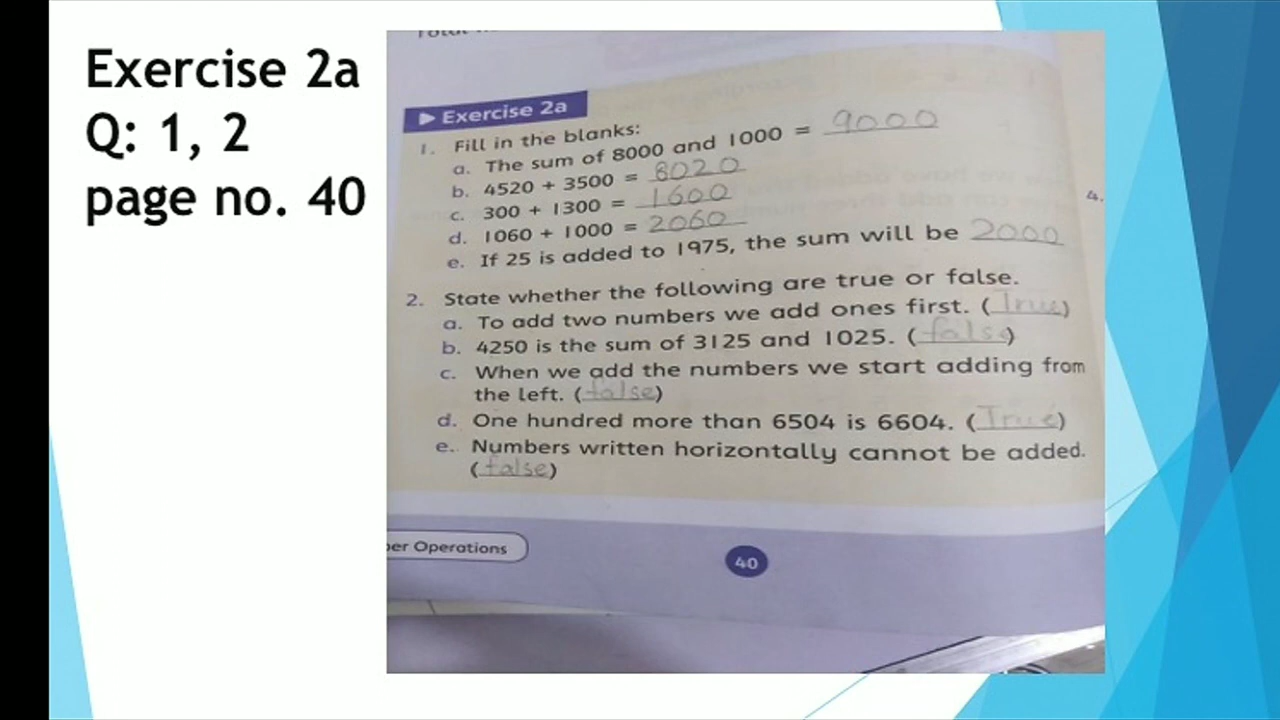 Exercise 2a
Q: 1, 2
page no. 40
Exercise 2a
1. Fill in the blanks:
a. The sum of 8000 and 1000 = 9000
b. 4520 + 3500 = 8020
c. 300 + 1300 = 1600
d. 1060 + 1000 = 2060
e. If 25 is added to 1975, the sum will be 2000
4.
2. State whether the following are true or false.
a. To add two numbers we add ones first. (True)
b. 4250 is the sum of 3125 and 1025. (false)
c. When we add the numbers we start adding from
the left. (false)
d. One hundred more than 6504 is 6604. (True)
e. Numbers written horizontally cannot be added.
(false)
Operations
40